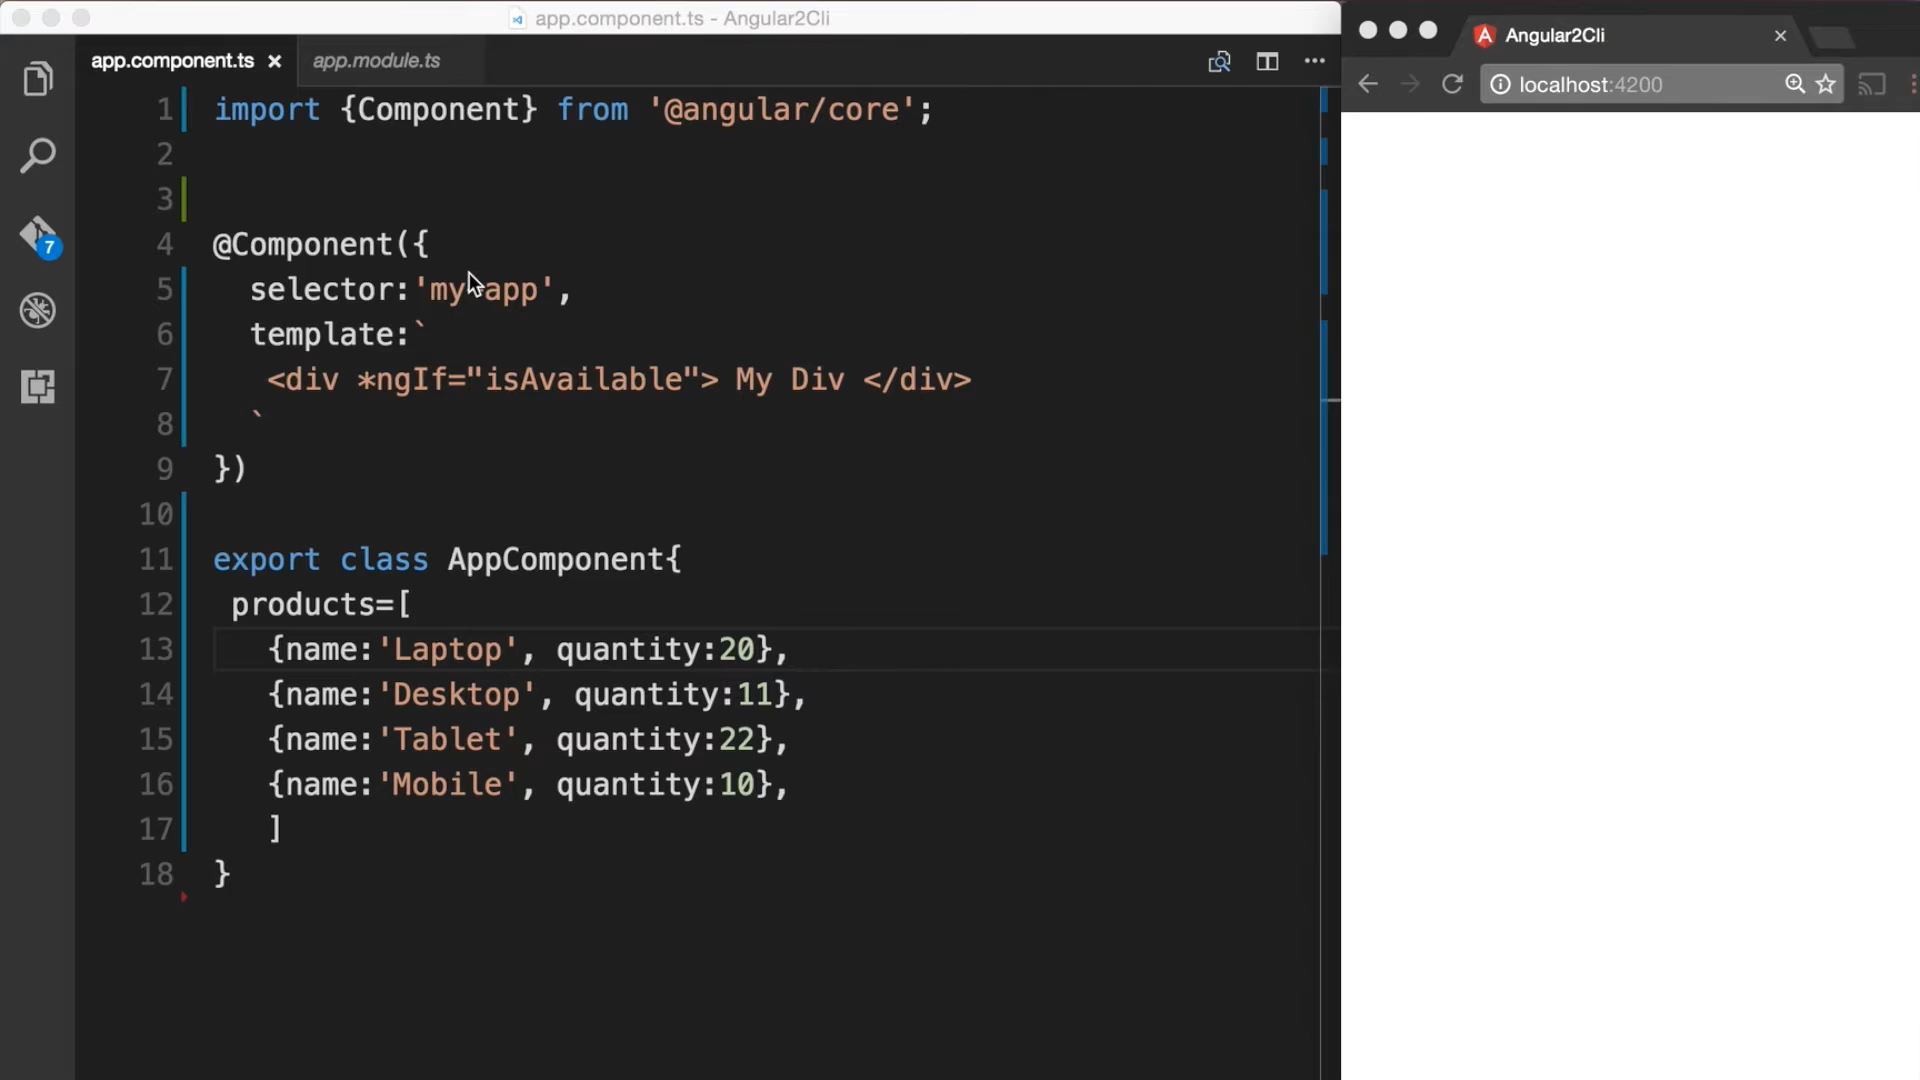 app.component.ts - Angular2Cli
app.component.ts
app.module.ts
1 import {Component} from '@angular/core';
2
3
4 @Component({
5 selector:'my-app',
6 template:`
7 <div *ngIf="isAvailable"> My Div </div>
8 `
9 })
10
11 export class AppComponent{
12 products=[
13 {name:'Laptop', quantity:20},
14 {name:'Desktop', quantity:11},
15 {name:'Tablet', quantity:22},
16 {name:'Mobile', quantity:10},
17 ]
18 }
7
Angular2Cli
localhost:4200